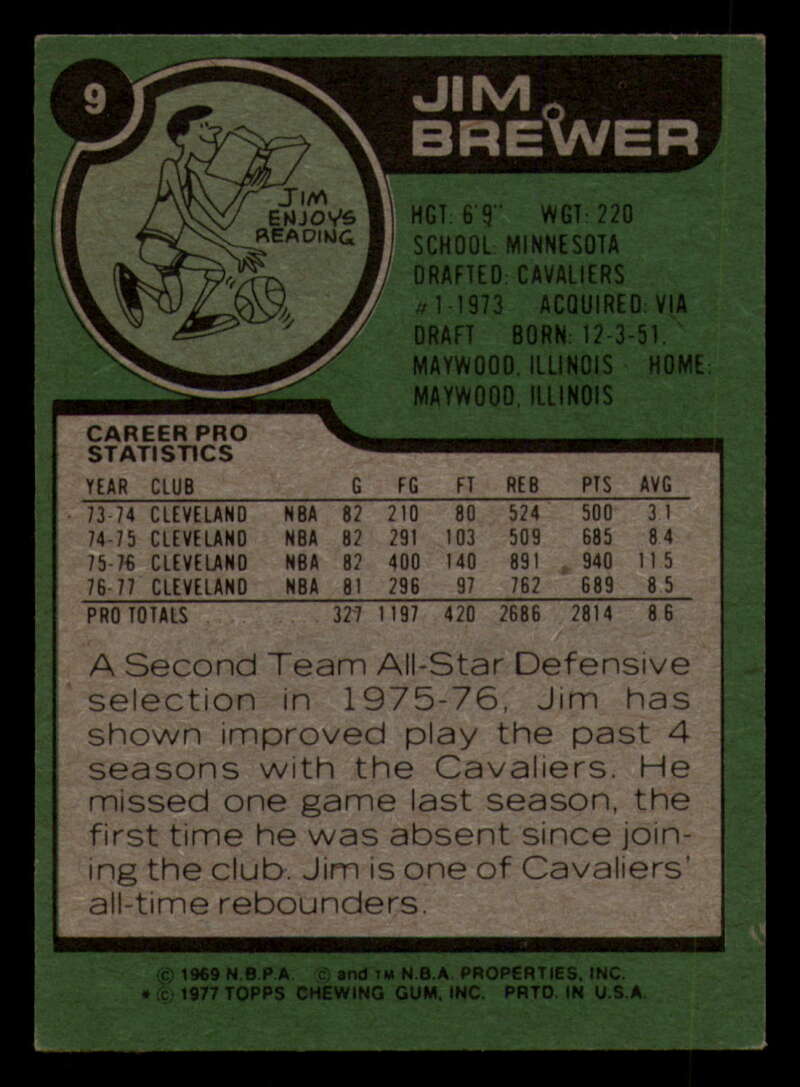 9
JIM
BREWER
JIM
ENJOYS
READING
HGT: 6'9" WGT: 220
SCHOOL: MINNESOTA
DRAFTED: CAVALIERS
#1-1973 ACQUIRED: VIA
DRAFT BORN: 12-3-51.
MAYWOOD, ILLINOIS HOME:
MAYWOOD, ILLINOIS
CAREER PRO
STATISTICS
YEAR CLUB G FG FT REB PTS AVG
73-74 CLEVELAND NBA 82 210 80 524 500 3.1
74-75 CLEVELAND NBA 82 291 103 509 685 8.4
75-76 CLEVELAND NBA 82 400 140 891 940 11.5
76-77 CLEVELAND NBA 81 296 97 762 689 8.5
PRO TOTALS 327 1197 420 2686 2814 8.6
A Second Team All-Star Defensive
selection in 1975-76, Jim has
shown improved play the past 4
seasons with the Cavaliers. He
missed one game last season, the
first time he was absent since join-
ing the club. Jim is one of Cavaliers'
all-time rebounders.
© 1969 N.B.P.A. © and TM N.B.A. PROPERTIES, INC.
* © 1977 TOPPS CHEWING GUM, INC. PRTD. IN U.S.A.